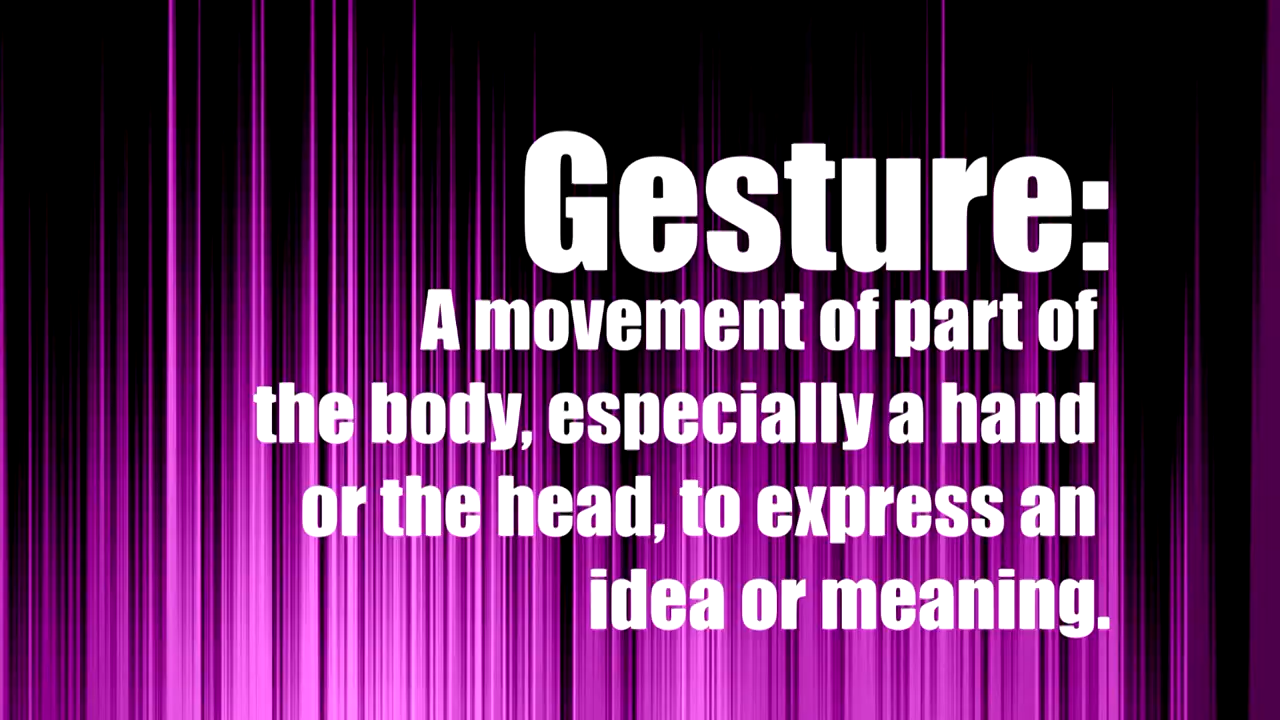 Gesture:
A movement of part of
the body, especially a hand
or the head, to express an
idea or meaning.